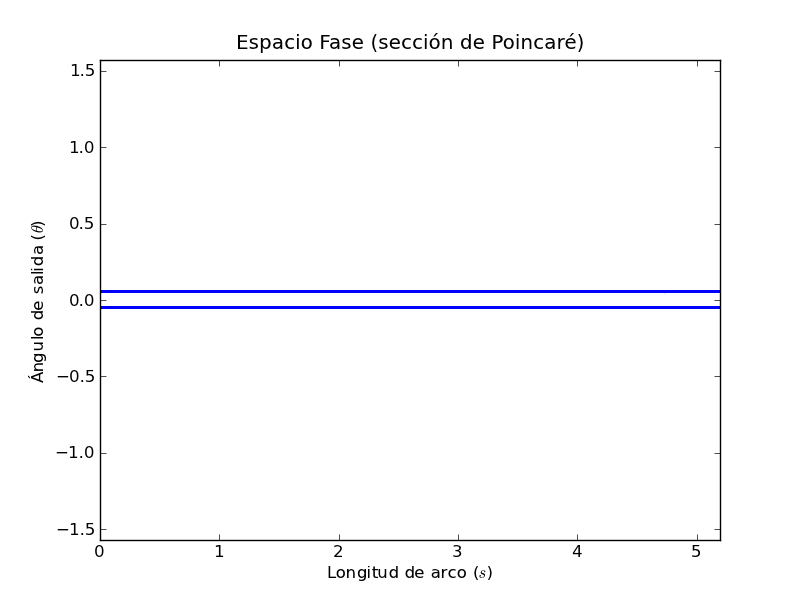 Espacio Fase (sección de Poincaré)
1.5
1.0
0.5
0.0
−0.5
−1.0
−1.5
Ángulo de salida (θ)
0 1 2 3 4 5
Longitud de arco (s)